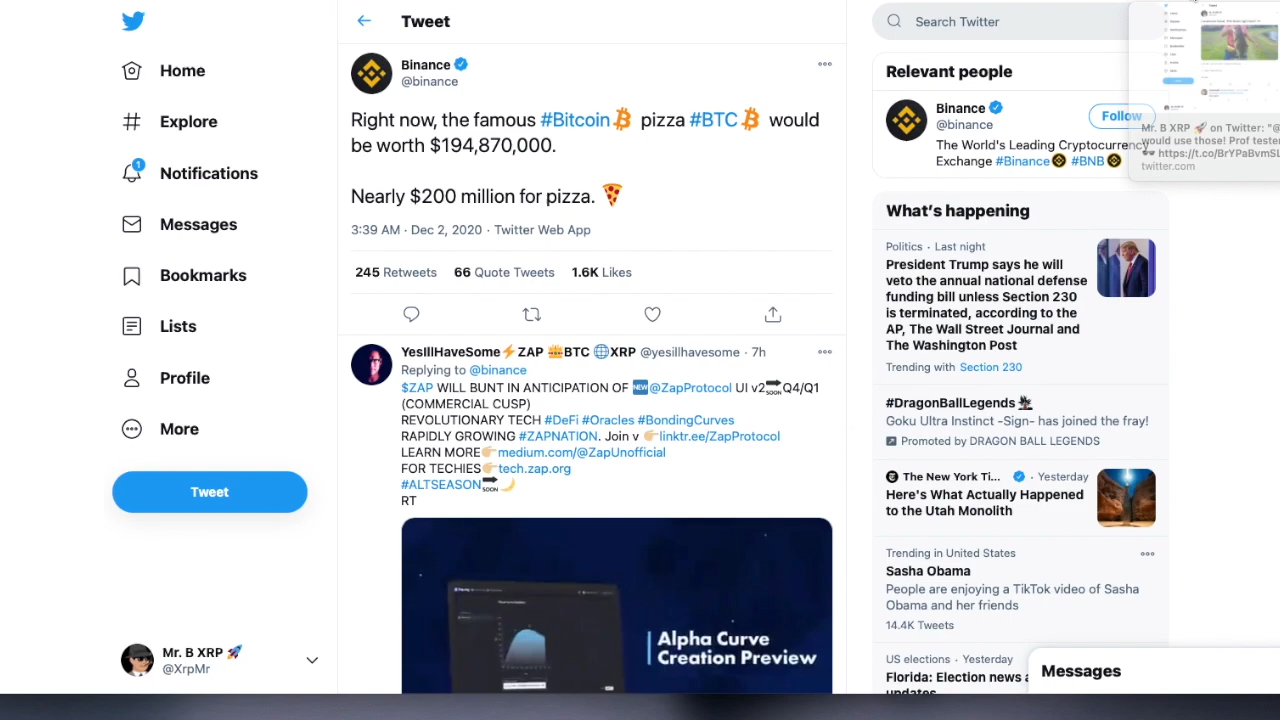 Home
Explore
1
Notifications
Messages
Bookmarks
Lists
Profile
More
Tweet
Mr. B XRP 🚀
@XrpMr
Tweet
Binance
@binance
Right now, the famous #Bitcoin pizza #BTC would
be worth $194,870,000.
Nearly $200 million for pizza. 🍕
3:39 AM · Dec 2, 2020 · Twitter Web App
245 Retweets 66 Quote Tweets 1.6K Likes
YesIllHaveSome⚡ZAP BTC 🌐XRP @yesillhavesome · 7h
Replying to @binance
$ZAP WILL BUNT IN ANTICIPATION OF 🆕@ZapProtocol UI v2🔜Q4/Q1
(COMMERCIAL CUSP)
REVOLUTIONARY TECH #DeFi #Oracles #BondingCurves
RAPIDLY GROWING #ZAPNATION. Join v 👉🏼linktr.ee/ZapProtocol
LEARN MORE👉🏼medium.com/@ZapUnofficial
FOR TECHIES👉🏼tech.zap.org
#ALTSEASON🔜🌙
RT
Alpha Curve
Creation Preview
Search Twitter
Relevant people
Binance
@binance
Follow
The World's Leading Cryptocurrency
Exchange #Binance #BNB
Mr. B XRP 🚀 on Twitter: "@
would use those! Prof tester
🕶 https://t.co/BrYPaBvmSL
twitter.com
What's happening
Politics · Last night
President Trump says he will
veto the annual national defense
funding bill unless Section 230
is terminated, according to the
AP, The Wall Street Journal and
The Washington Post
Trending with Section 230
#DragonBallLegends
Goku Ultra Instinct -Sign- has joined the fray!
Promoted by DRAGON BALL LEGENDS
The New York Ti... · Yesterday
Here's What Actually Happened
to the Utah Monolith
Trending in United States
Sasha Obama
People are enjoying a TikTok video of Sasha
Obama and her friends
14.4K Tweets
US elections · Yesterday
Florida: Election news a
updates
Messages